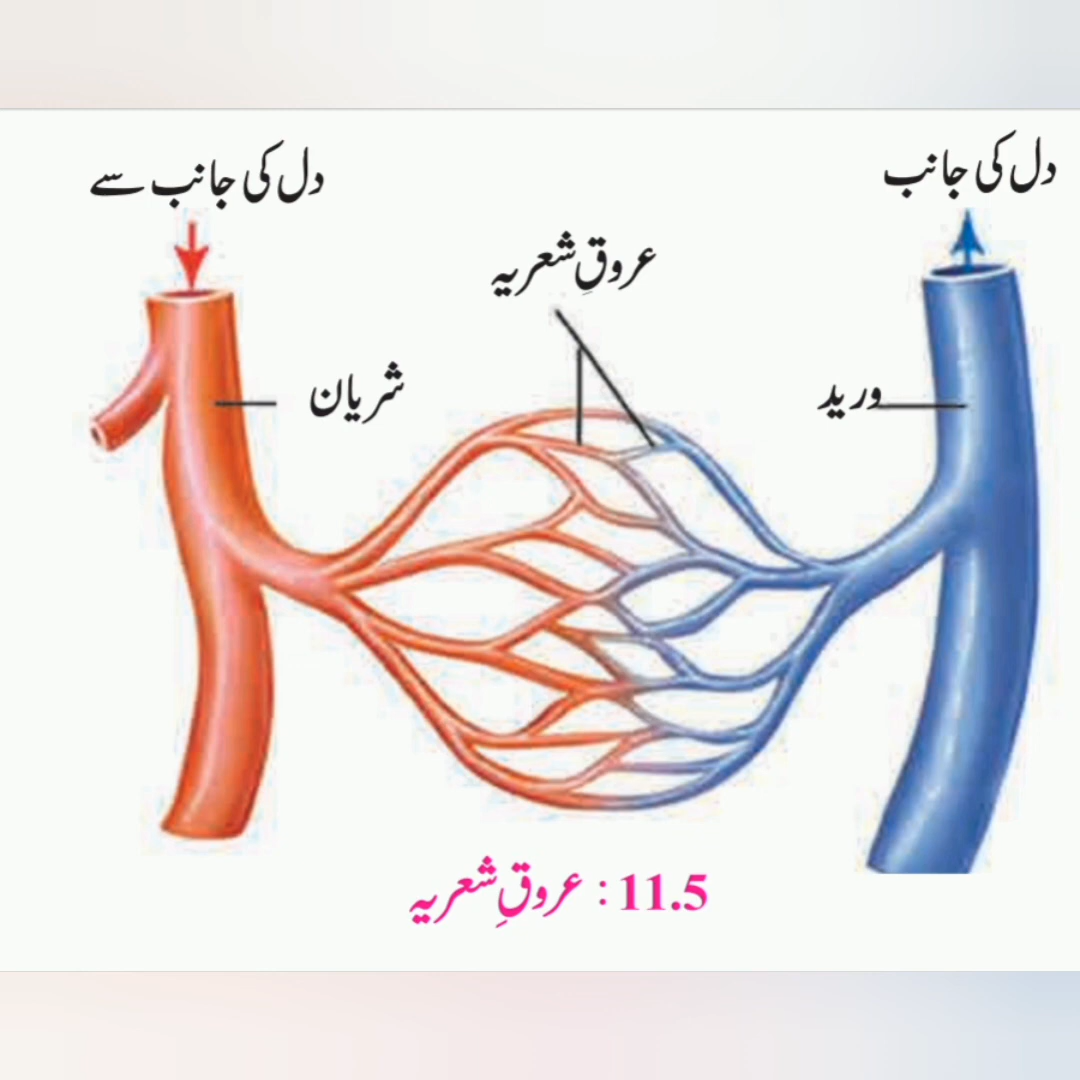 دل کی جانب
دل کی جانب سے
عروقِ شعریہ
شریان
ورید
11.5 : عروقِ شعریہ